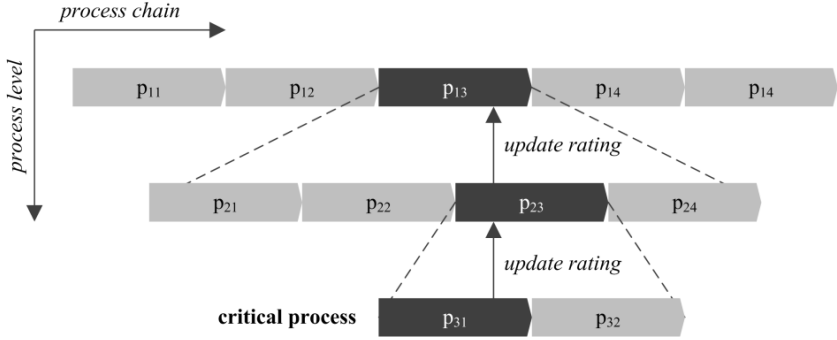 process chain
process level
p₁₁ p₁₂ p₁₃ p₁₄ p₁₄
update rating
p₂₁ p₂₂ p₂₃ p₂₄
update rating
critical process p₃₁ p₃₂